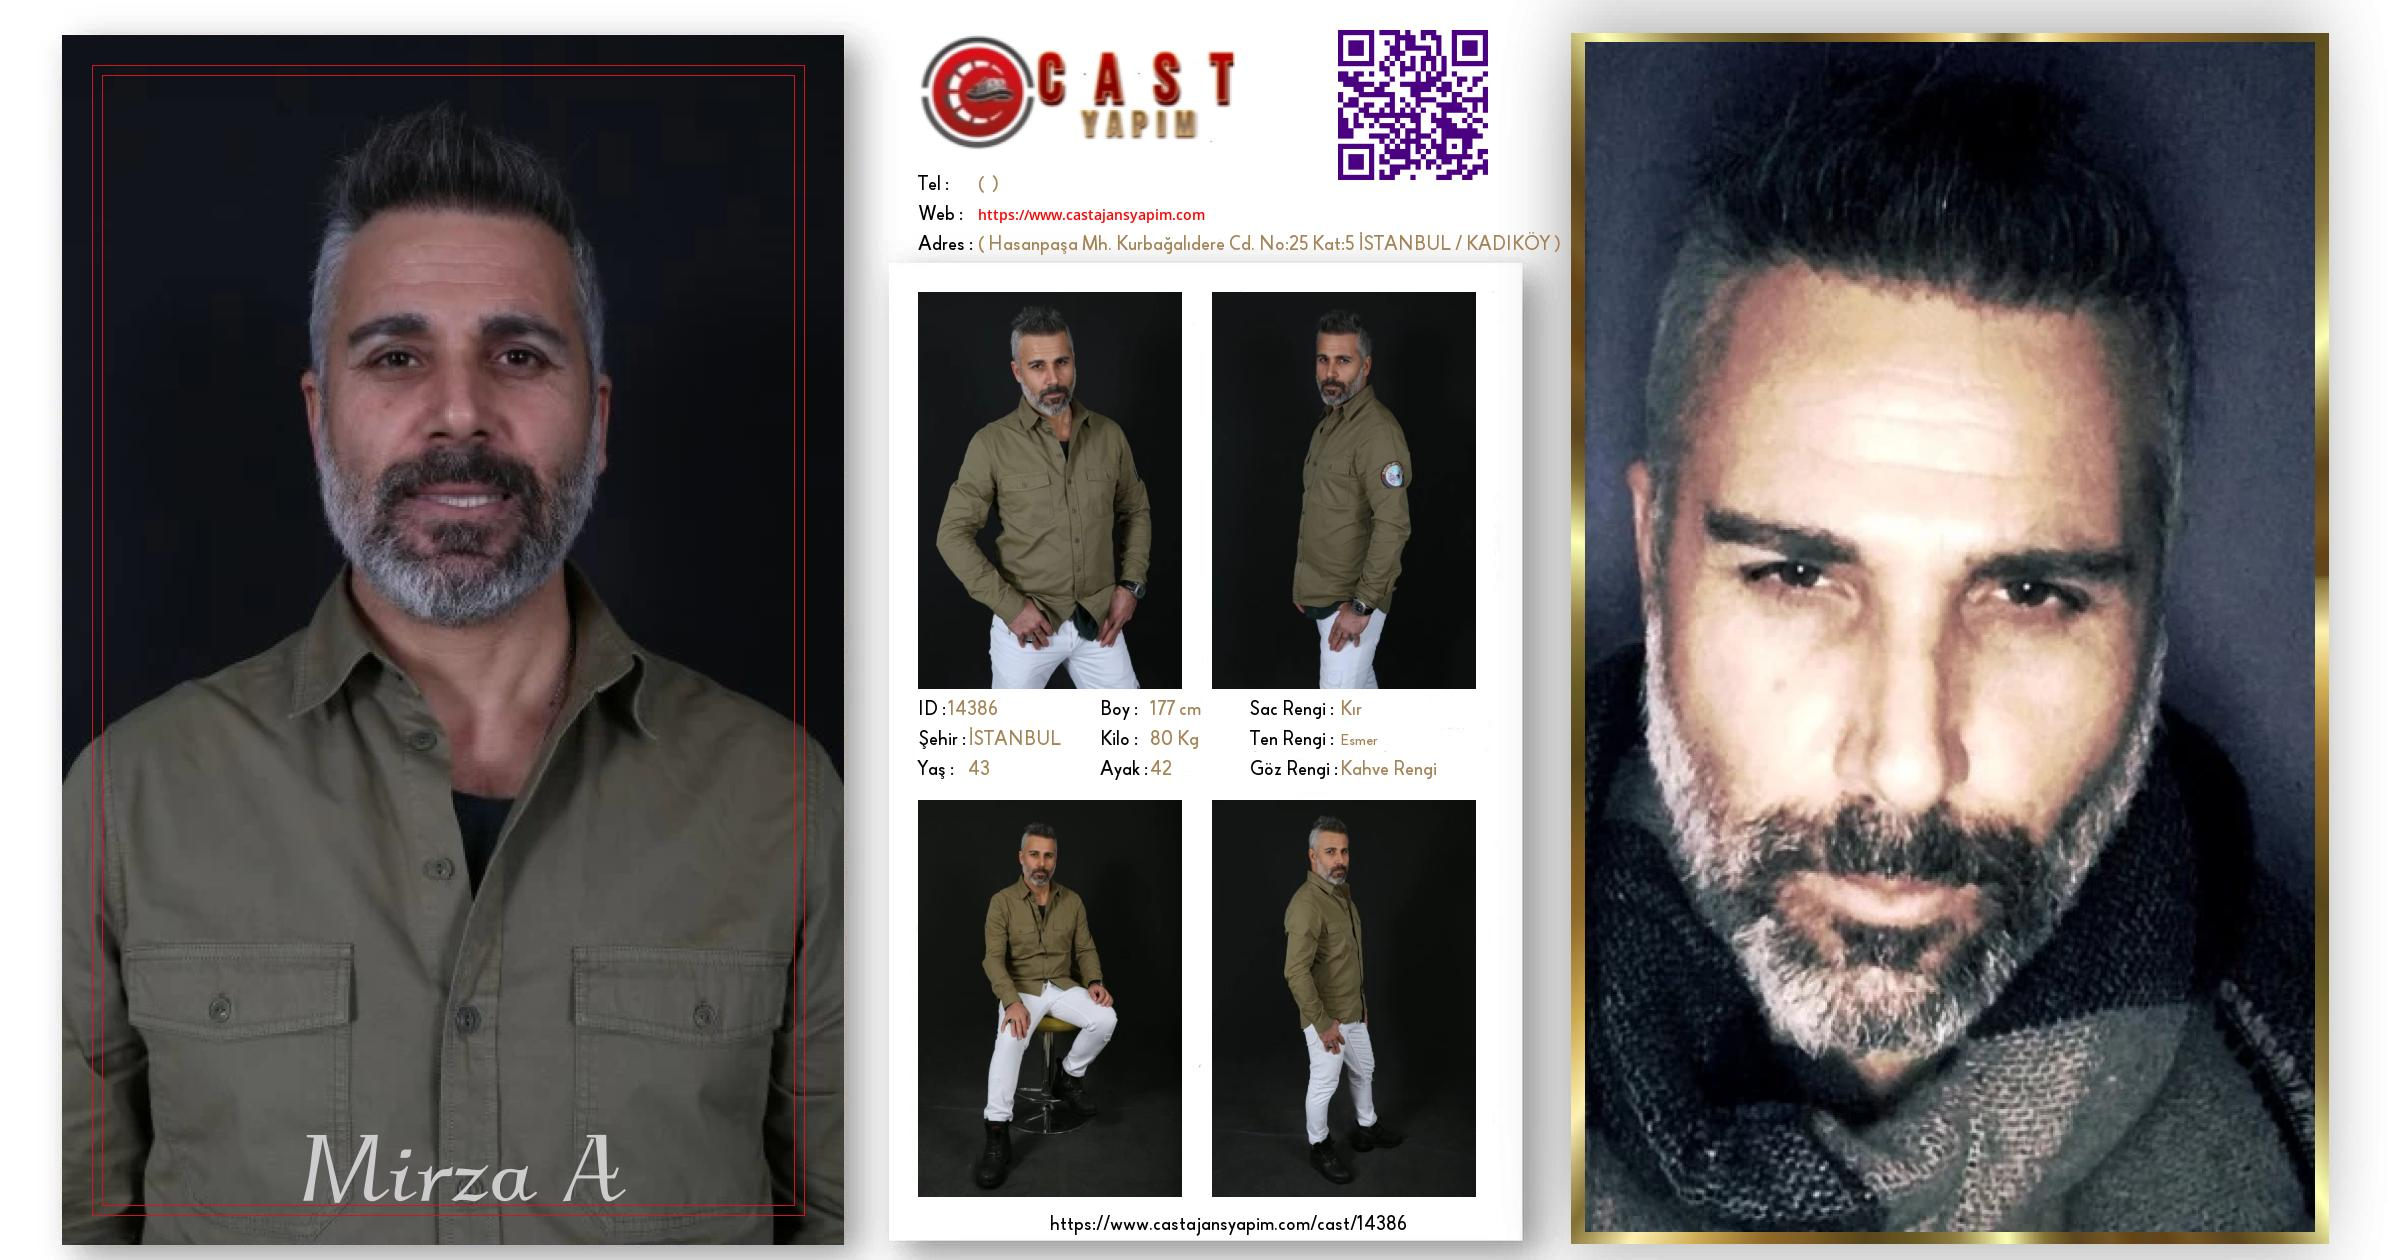 Mirza A
CAST
YAPIM
Tel : ( )
Web : https://www.castajansyapim.com
Adres : ( Hasanpaşa Mh. Kurbağalıdere Cd. No:25 Kat:5 İSTANBUL / KADIKÖY )
ID : 14386 Boy : 177 cm Sac Rengi : Kır
Şehir : İSTANBUL Kilo : 80 Kg Ten Rengi : Esmer
Yaş : 43 Ayak : 42 Göz Rengi : Kahve Rengi
https://www.castajansyapim.com/cast/14386